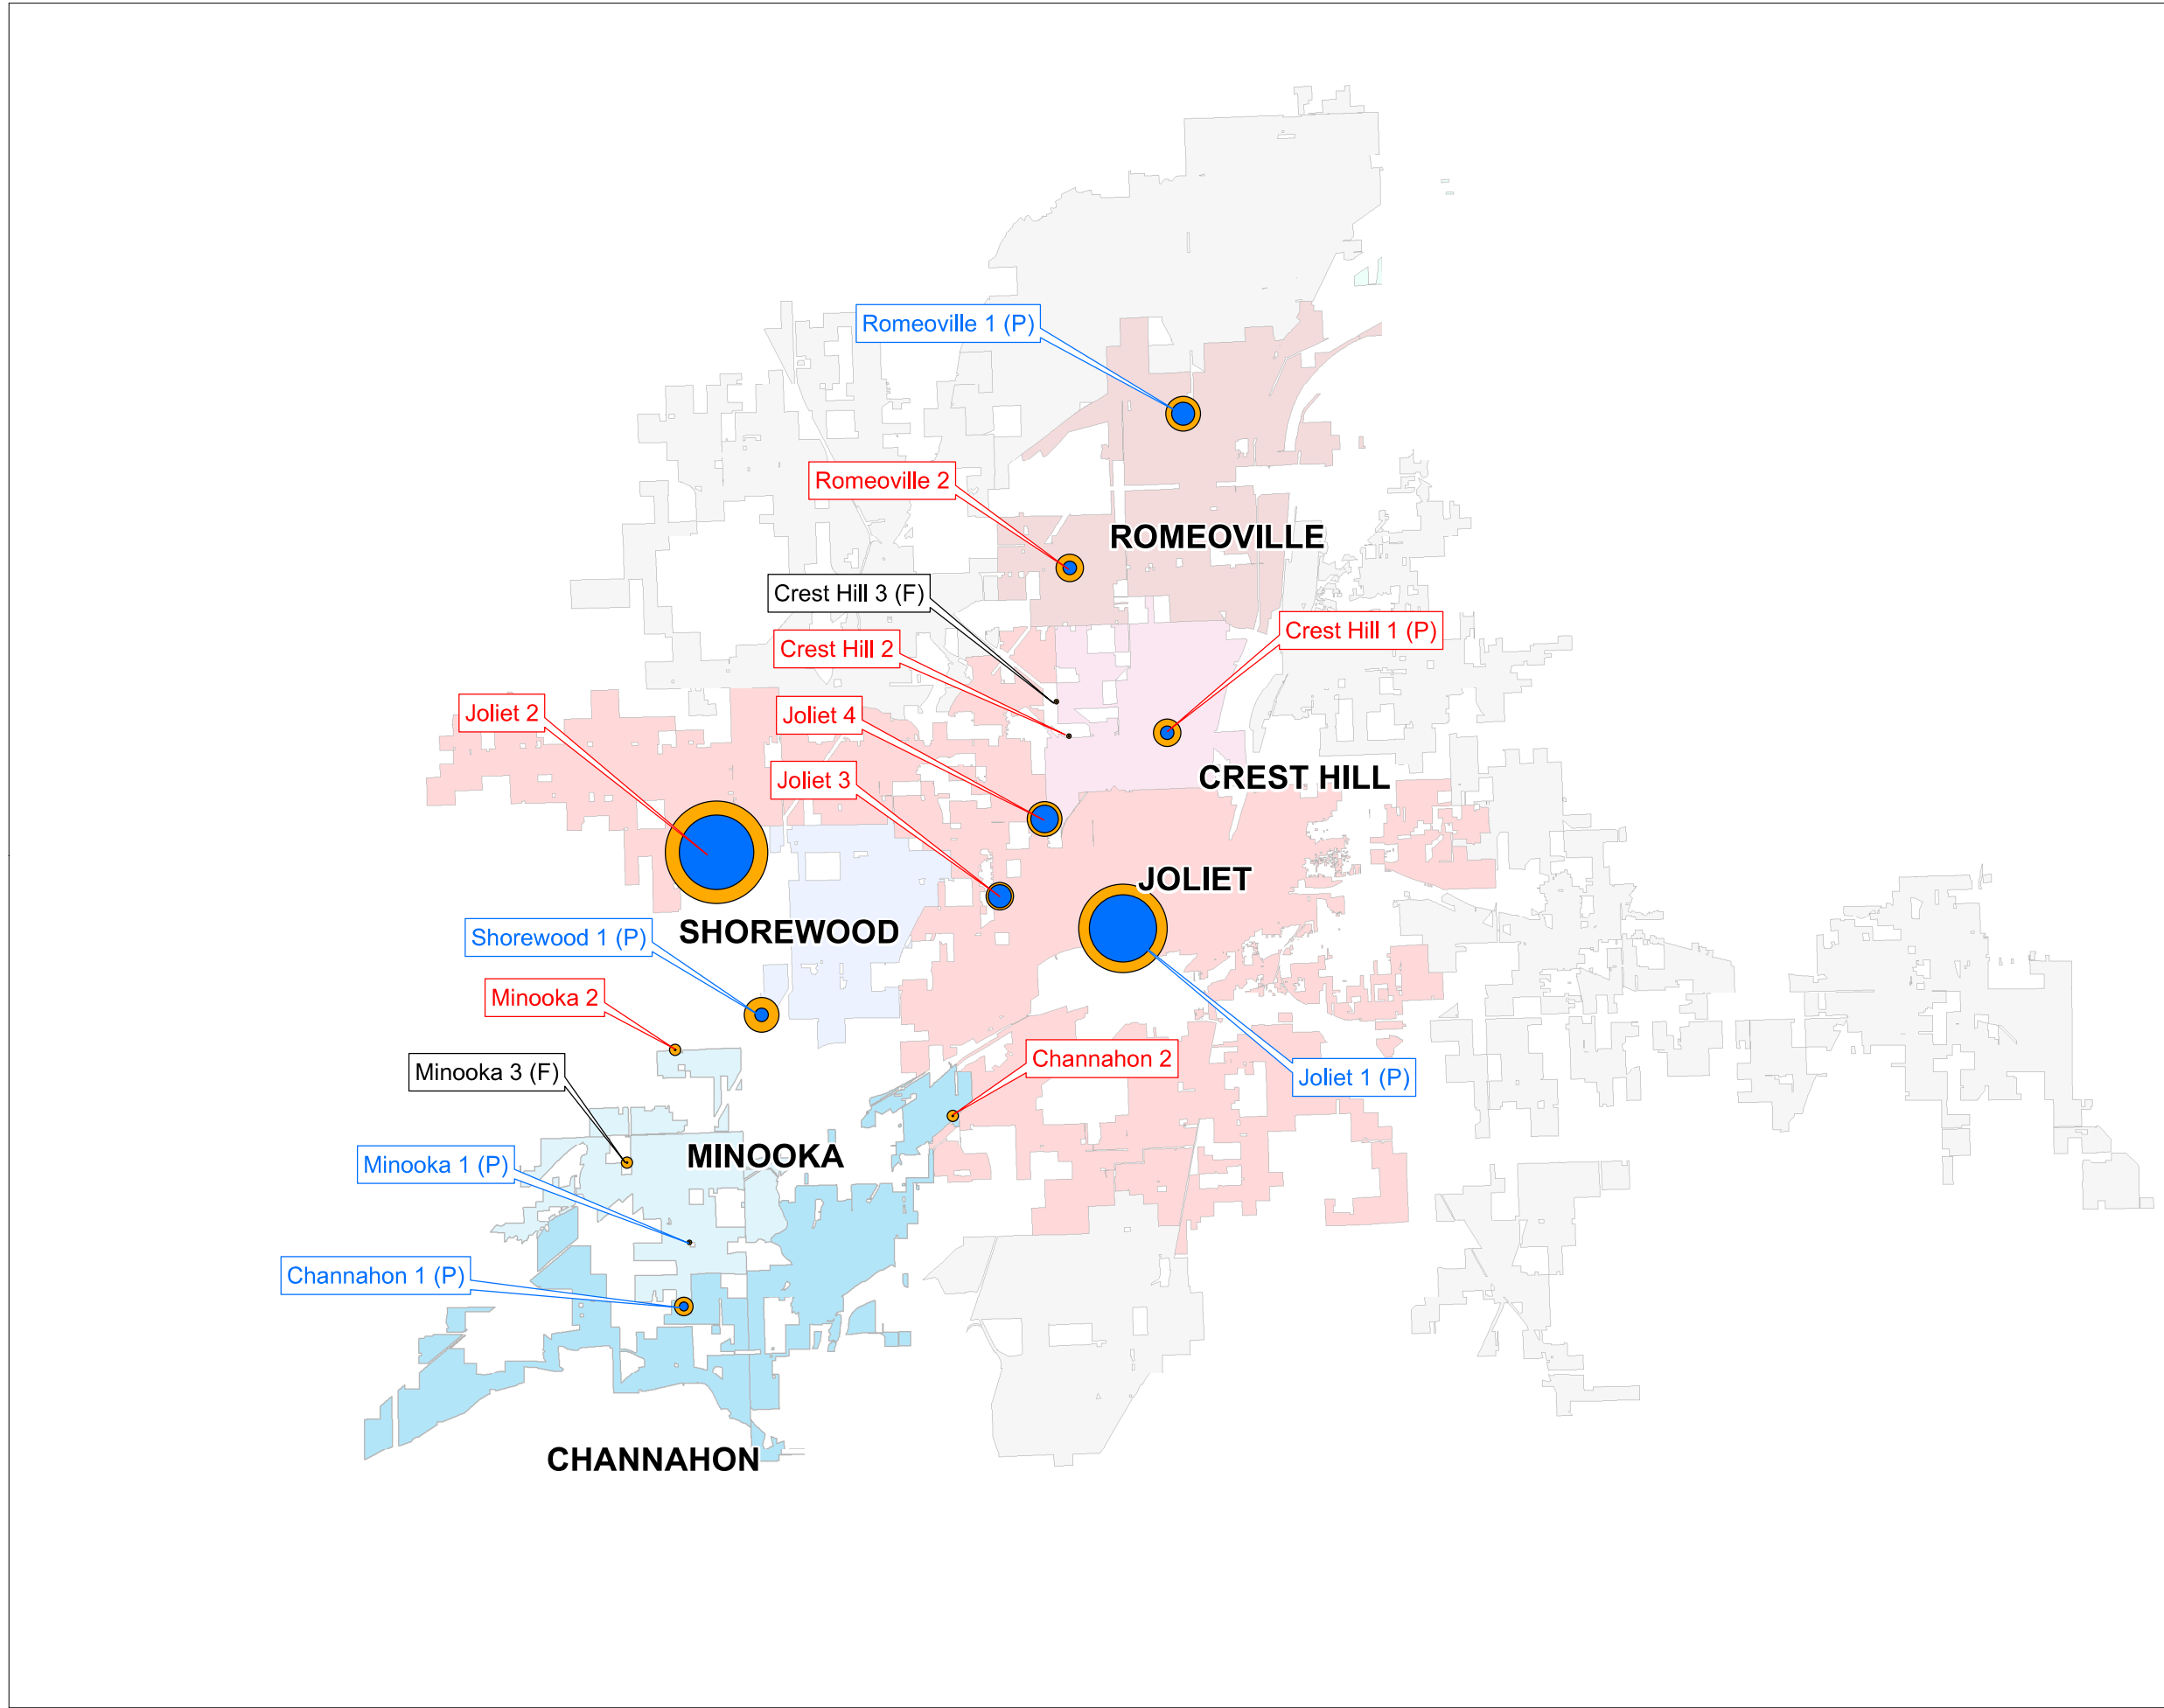 Romeoville 1 (P)
Romeoville 2
ROMEOVILLE
Crest Hill 3 (F)
Crest Hill 1 (P)
Crest Hill 2
Joliet 2
Joliet 4
Joliet 3
CREST HILL
JOLIET
SHOREWOOD
Shorewood 1 (P)
Minooka 2
Channahon 2
Minooka 3 (F)
Joliet 1 (P)
MINOOKA
Minooka 1 (P)
Channahon 1 (P)
CHANNAHON